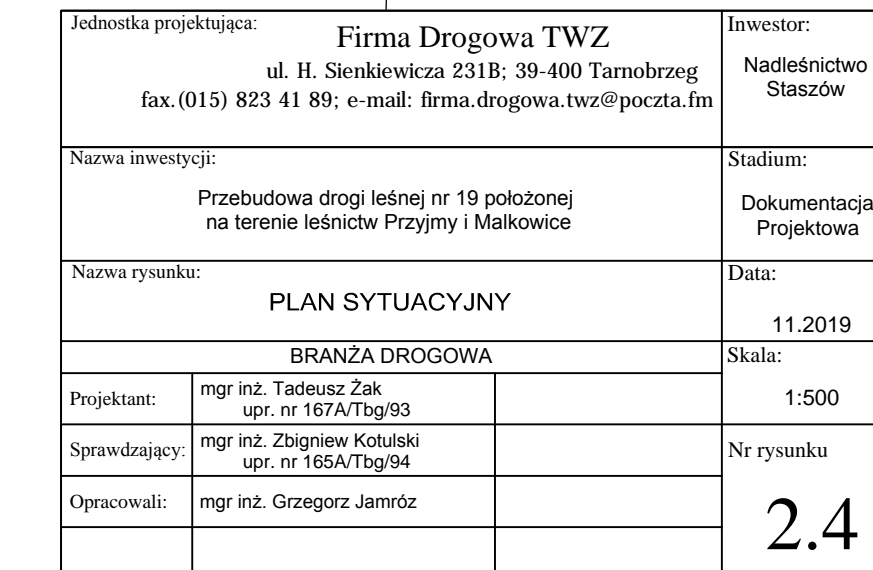 Jednostka projektująca:
Firma Drogowa TWZ
ul. H. Sienkiewicza 231B; 39-400 Tarnobrzeg
fax.(015) 823 41 89; e-mail: firma.drogowa.twz@poczta.fm
Inwestor:
Nadleśnictwo
Staszów
Nazwa inwestycji:
Przebudowa drogi leśnej nr 19 położonej
na terenie leśnictw Przyjmy i Malkowice
Stadium:
Dokumentacja
Projektowa
Nazwa rysunku:
PLAN SYTUACYJNY
Data:
11.2019
BRANŻA DROGOWA
Skala:
1:500
Projektant:
mgr inż. Tadeusz Żak
upr. nr 167A/Tbg/93
Sprawdzający:
mgr inż. Zbigniew Kotulski
upr. nr 165A/Tbg/94
Nr rysunku
2.4
Opracowali:
mgr inż. Grzegorz Jamróz